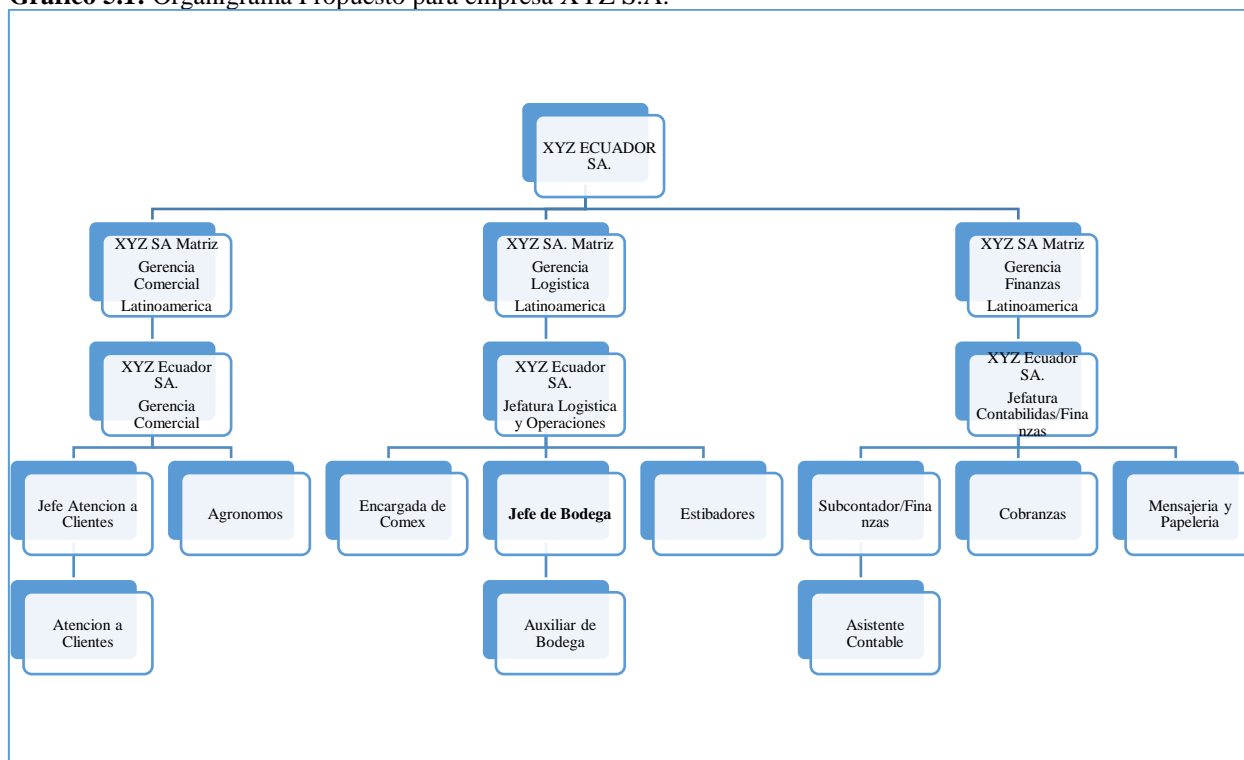 Gráfico 5.1: Organigrama Propuesto para empresa XYZ S.A.
XYZ ECUADOR
SA.
XYZ SA Matriz
Gerencia
Comercial
Latinoamerica
XYZ SA. Matriz
Gerencia
Logistica
Latinoamerica
XYZ SA Matriz
Gerencia
Finanzas
Latinoamerica
XYZ Ecuador
SA.
Gerencia
Comercial
XYZ Ecuador
SA.
Jefatura Logistica
y Operaciones
XYZ Ecuador
SA.
Jefatura
Contabilidas/Fina
nzas
Jefe Atencion a
Clientes
Agronomos
Encargada de
Comex
Jefe de Bodega
Estibadores
Subcontador/Fina
nzas
Cobranzas
Mensajeria y
Papeleria
Atencion a
Clientes
Auxiliar de
Bodega
Asistente
Contable